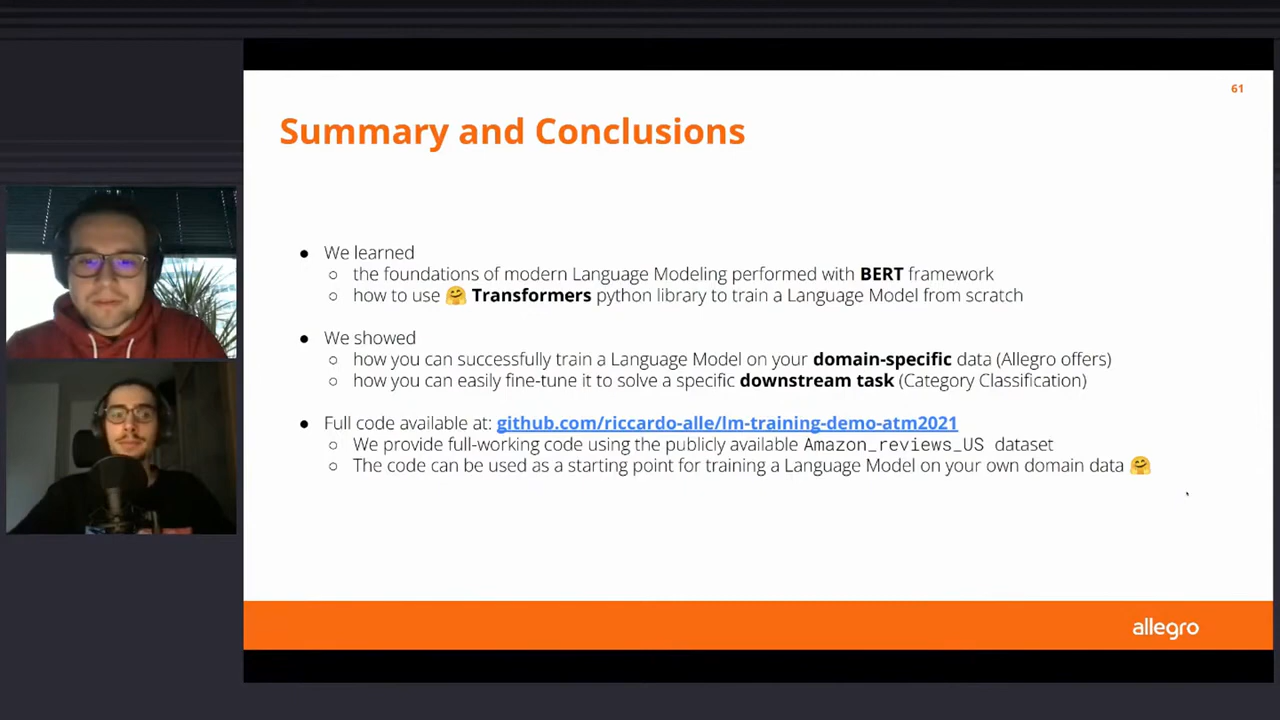 61
Summary and Conclusions
● We learned
○ the foundations of modern Language Modeling performed with BERT framework
○ how to use 🤗 Transformers python library to train a Language Model from scratch
● We showed
○ how you can successfully train a Language Model on your domain-specific data (Allegro offers)
○ how you can easily fine-tune it to solve a specific downstream task (Category Classification)
● Full code available at: github.com/riccardo-alle/lm-training-demo-atm2021
○ We provide full-working code using the publicly available Amazon_reviews_US dataset
○ The code can be used as a starting point for training a Language Model on your own domain data 🤗
allegro